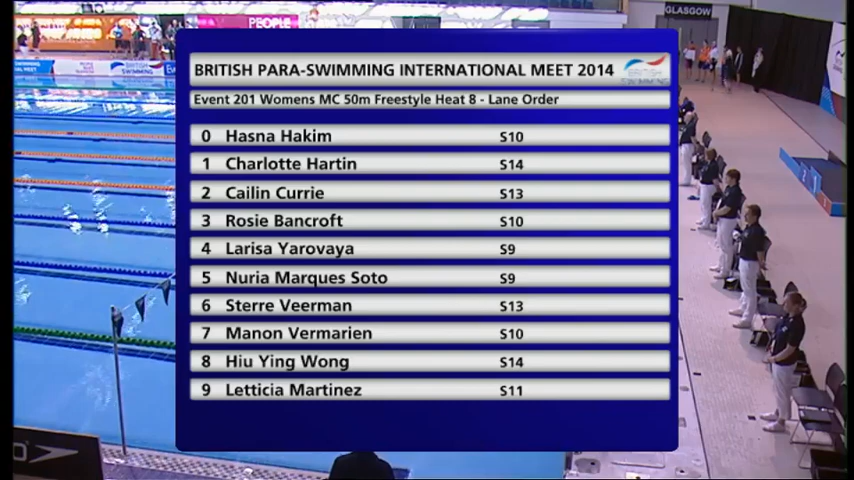 GLASGOW
PEOPLE
BRITISH PARA-SWIMMING INTERNATIONAL MEET 2014
Event 201 Womens MC 50m Freestyle Heat 8 - Lane Order
0 Hasna Hakim S10
1 Charlotte Hartin S14
2 Cailin Currie S13
3 Rosie Bancroft S10
4 Larisa Yarovaya S9
5 Nuria Marques Soto S9
6 Sterre Veerman S13
7 Manon Vermarien S10
8 Hiu Ying Wong S14
9 Letticia Martinez S11